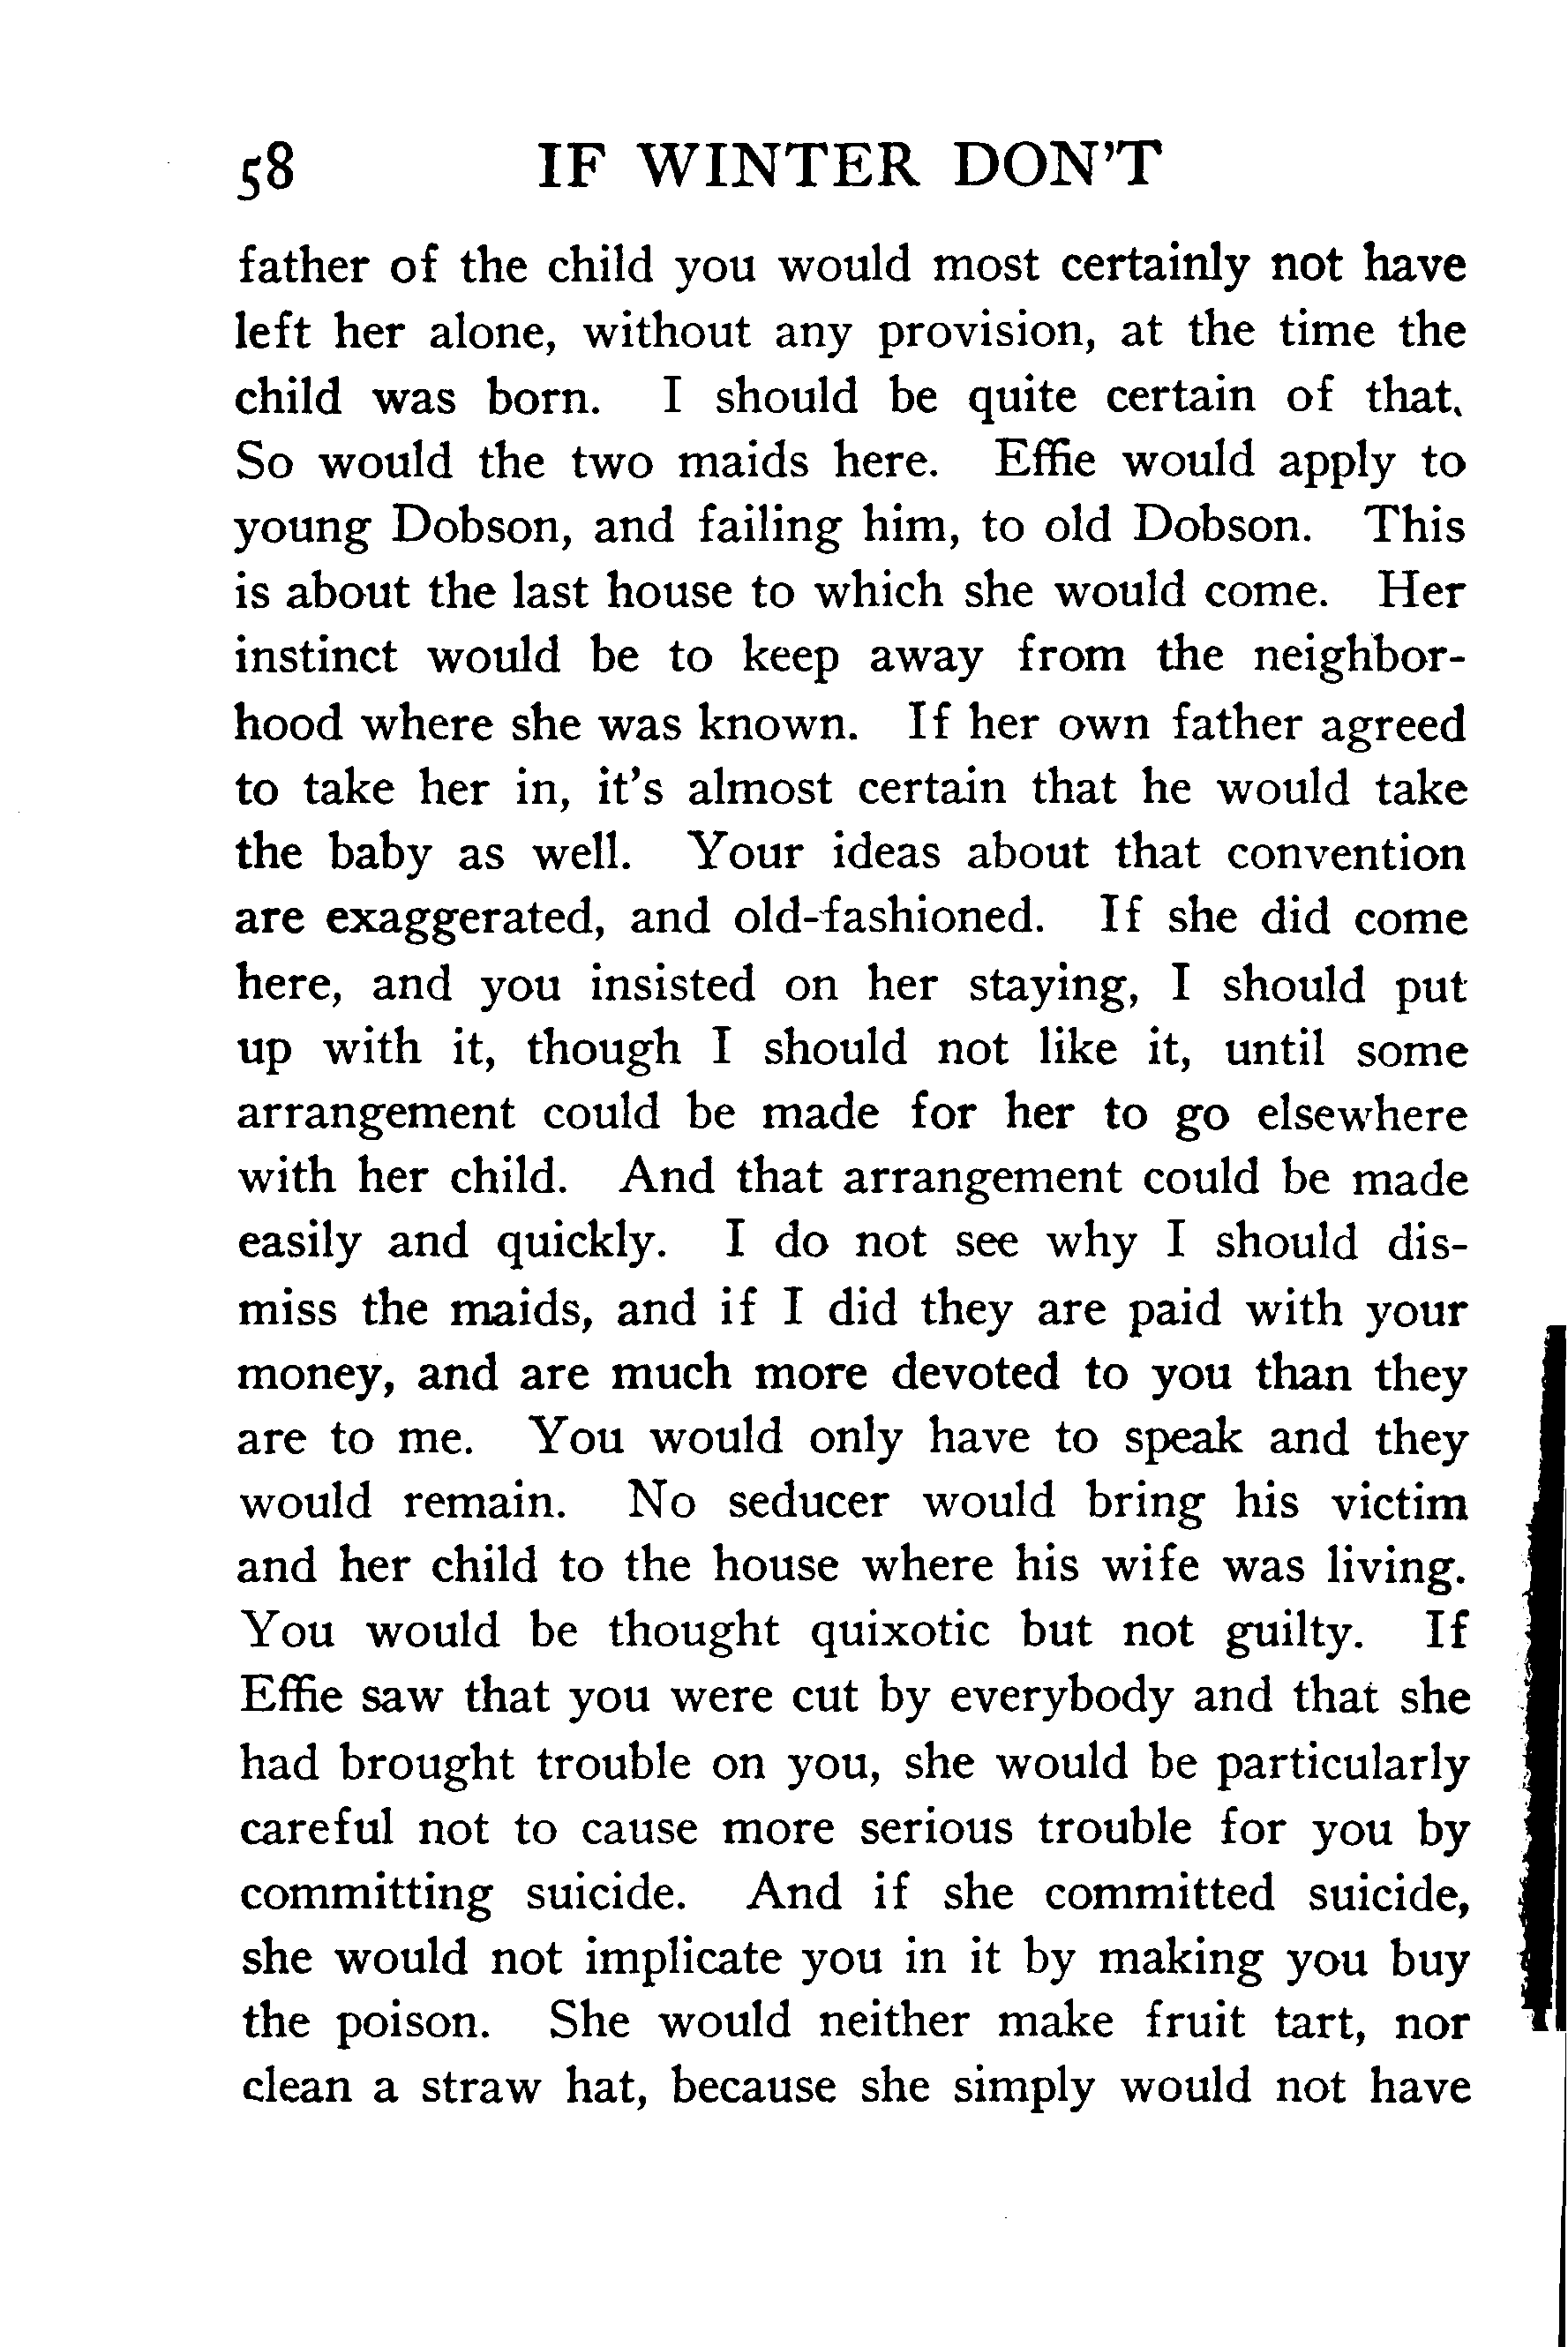 58 IF WINTER DON'T
father of the child you would most certainly not have
left her alone, without any provision, at the time the
child was born. I should be quite certain of that.
So would the two maids here. Effie would apply to
young Dobson, and failing him, to old Dobson. This
is about the last house to which she would come. Her
instinct would be to keep away from the neighbor-
hood where she was known. If her own father agreed
to take her in, it's almost certain that he would take
the baby as well. Your ideas about that convention
are exaggerated, and old-fashioned. If she did come
here, and you insisted on her staying, I should put
up with it, though I should not like it, until some
arrangement could be made for her to go elsewhere
with her child. And that arrangement could be made
easily and quickly. I do not see why I should dis-
miss the maids, and if I did they are paid with your
money, and are much more devoted to you than they
are to me. You would only have to speak and they
would remain. No seducer would bring his victim
and her child to the house where his wife was living.
You would be thought quixotic but not guilty. If
Effie saw that you were cut by everybody and that she
had brought trouble on you, she would be particularly
careful not to cause more serious trouble for you by
committing suicide. And if she committed suicide,
she would not implicate you in it by making you buy
the poison. She would neither make fruit tart, nor
clean a straw hat, because she simply would not have